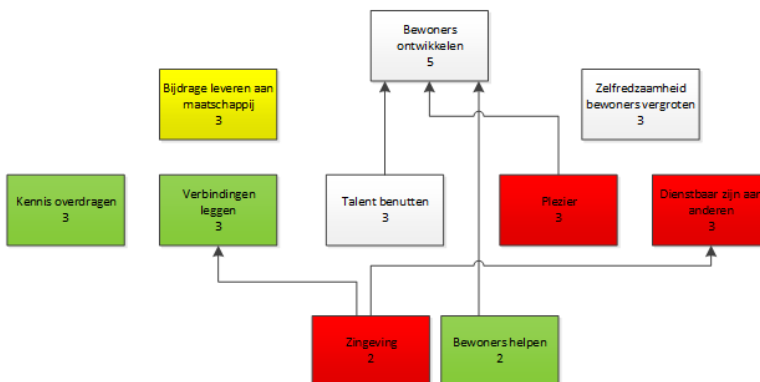 Bewoners
ontwikkelen
5
Bijdrage leveren aan
maatschappij
3
Zelfredzaamheid
bewoners vergroten
3
Kennis overdragen
3
Verbindingen
leggen
3
Talent benutten
3
Plezier
3
Dienstbaar zijn aan
anderen
3
Zingeving
2
Bewoners helpen
2